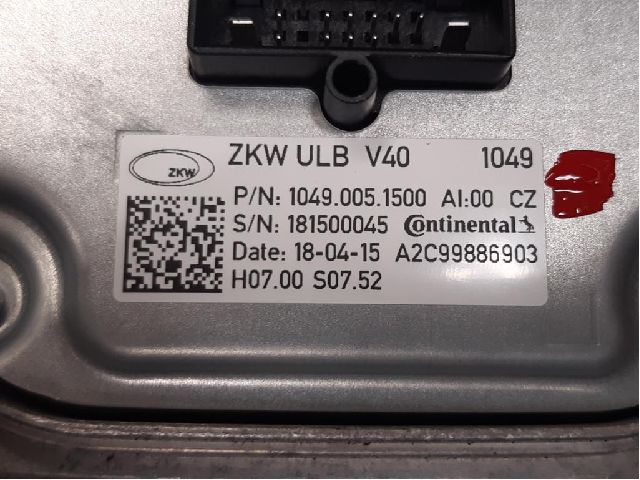 ZKW
ZKW ULB V40 1049
P/N: 1049.005.1500 AI:00 CZ
S/N: 181500045 Continental
Date: 18-04-15 A2C99886903
H07.00 S07.52